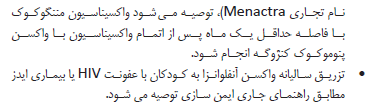 نام تجاری Menactra)، توصیه می‌شود واکسیناسیون مننگوکوک
با فاصله حداقل یک ماه پس از اتمام واکسیناسیون با واکسن
پنوموکوک کنژوگه انجام شود.
• تزریق سالیانه واکسن آنفلوانزا به کودکان با عفونت HIV یا بیماری ایدز
مطابق راهنمای جاری ایمن سازی توصیه می شود.